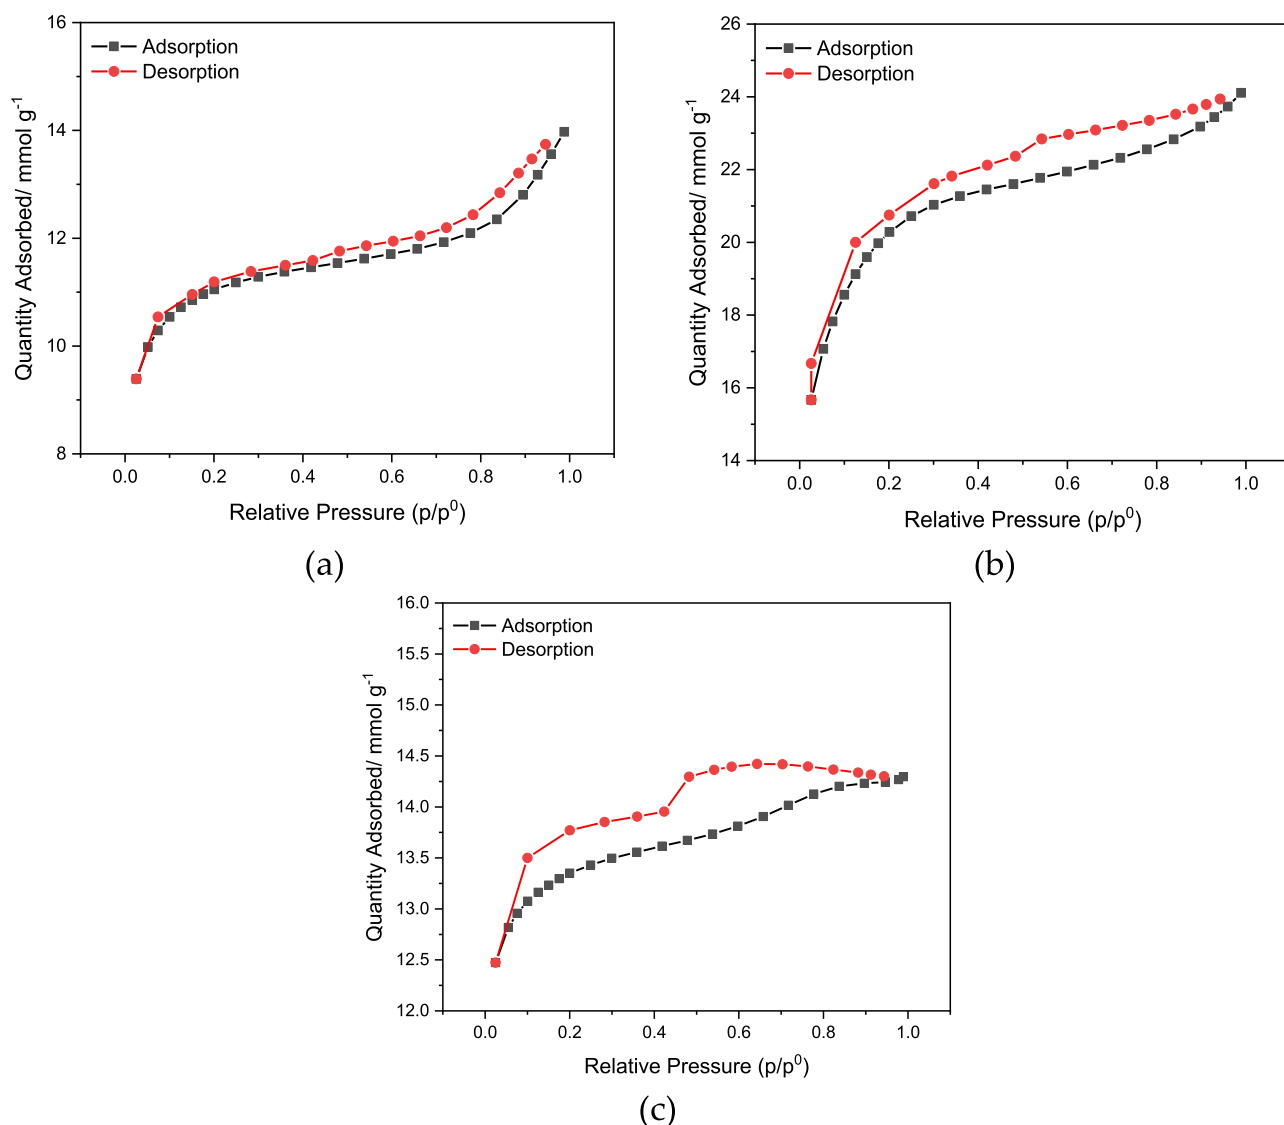 16
14
12
10
8
Quantity Adsorbed/ mmol g⁻¹
Adsorption
Desorption
0.0 0.2 0.4 0.6 0.8 1.0
Relative Pressure (p/p⁰)
(a)
26
24
22
20
18
16
14
Quantity Adsorbed/ mmol g⁻¹
Adsorption
Desorption
0.0 0.2 0.4 0.6 0.8 1.0
Relative Pressure (p/p⁰)
(b)
16.0
15.5
15.0
14.5
14.0
13.5
13.0
12.5
12.0
Quantity Adsorbed/ mmol g⁻¹
Adsorption
Desorption
0.0 0.2 0.4 0.6 0.8 1.0
Relative Pressure (p/p⁰)
(c)